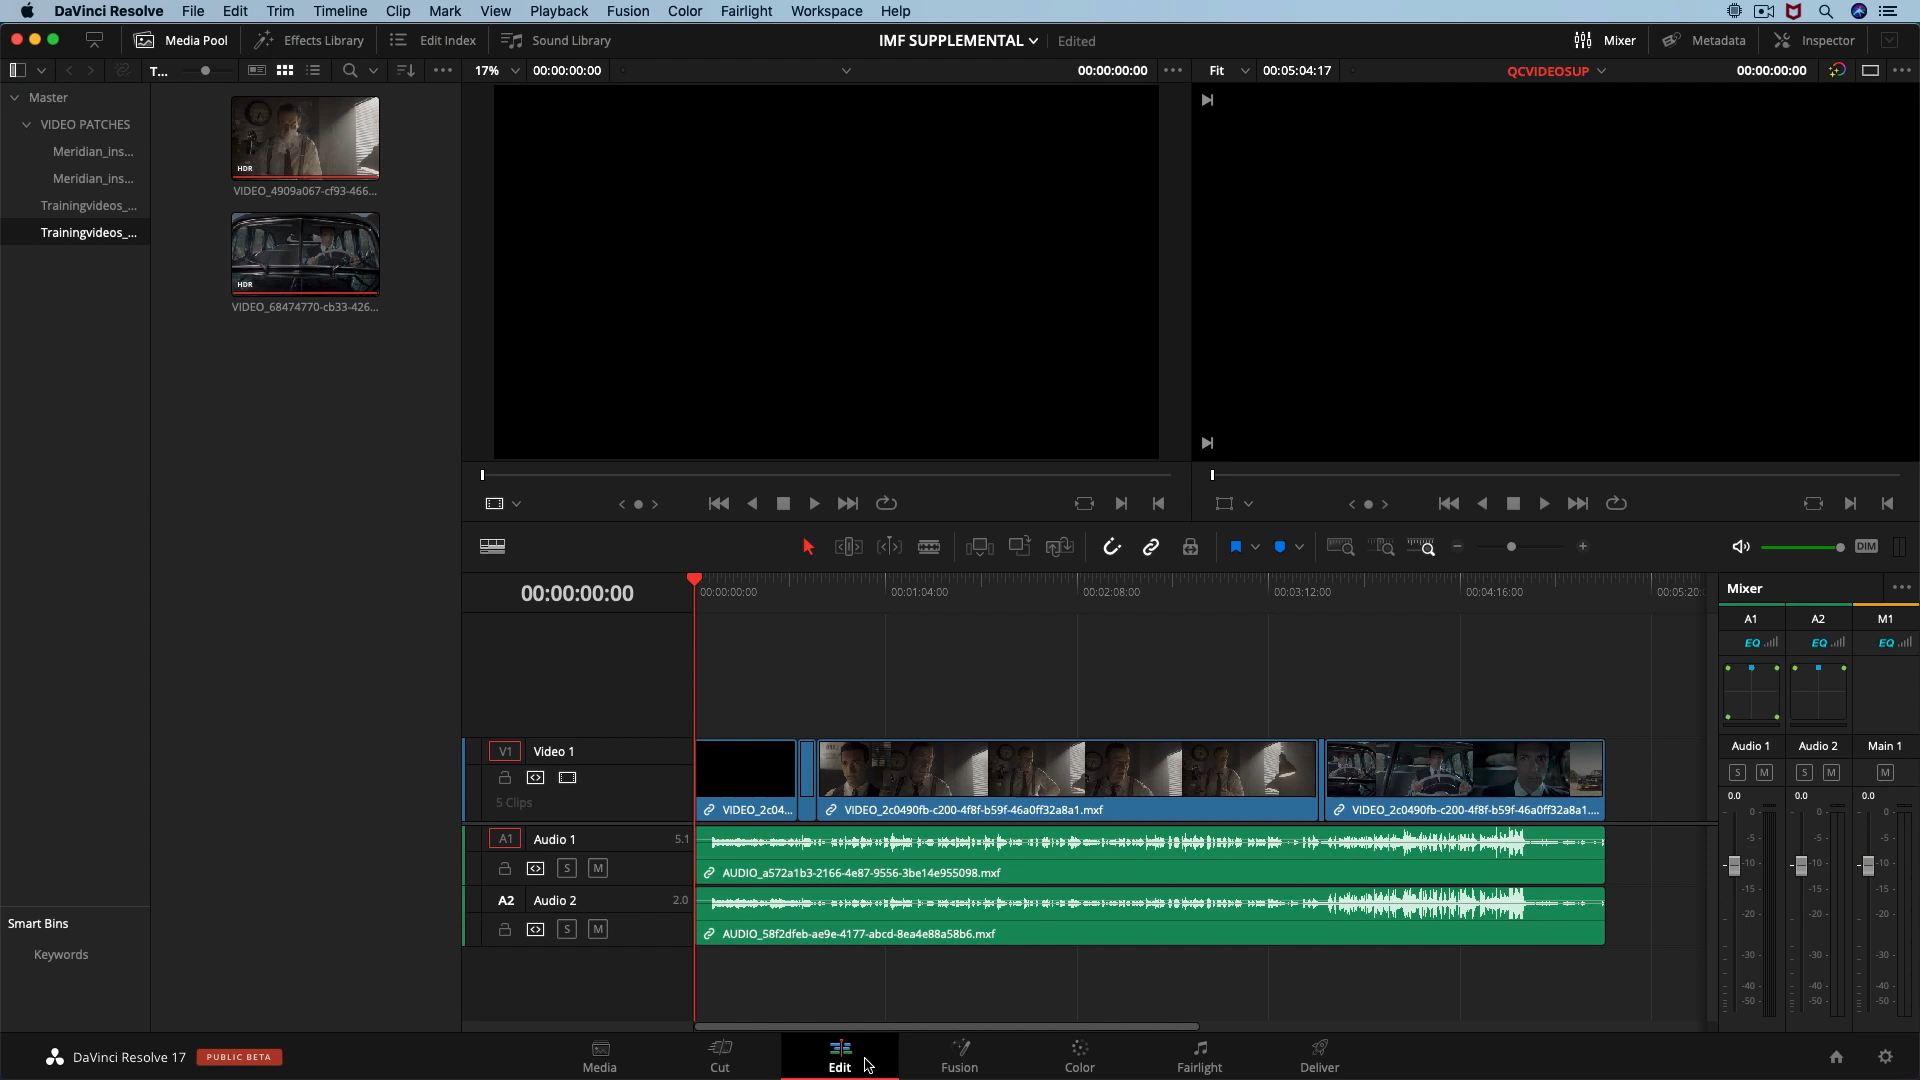 DaVinci Resolve File Edit Trim Timeline Clip Mark View Playback Fusion Color Fairlight Workspace Help
Media Pool Effects Library Edit Index Sound Library IMF SUPPLEMENTAL Edited Mixer Metadata Inspector
T... 17% 00:00:00:00 00:00:00:00 Fit 00:05:04:17 QCVIDEOSUP 00:00:00:00
Master
VIDEO PATCHES
Meridian_ins...
Meridian_ins...
Trainingvideos_...
Trainingvideos_...
HDR
VIDEO_4909a067-cf93-466...
HDR
VIDEO_68474770-cb33-426...
DIM
00:00:00:00
00:00:00:00 00:01:04:00 00:02:08:00 00:03:12:00 00:04:16:00 00:05:20:
Mixer
A1 A2 M1
EQ EQ EQ
V1 Video 1
5 Clips
VIDEO_2c04... VIDEO_2c0490fb-c200-4f8f-b59f-46a0ff32a8a1.mxf VIDEO_2c0490fb-c200-4f8f-b59f-46a0ff32a8a1....
Audio 1 Audio 2 Main 1
S M S M M
0.0 0.0 0.0
A1 Audio 1 5.1
S M
AUDIO_a572a1b3-2166-4e87-9556-3be14e955098.mxf
A2 Audio 2 2.0
S M
AUDIO_58f2dfeb-ae9e-4177-abcd-8ea4e88a58b6.mxf
0 0 0
-5 -5 -5
-10 -10 -10
-15 -15 -15
-20 -20 -20
-30 -30 -30
-40 -40 -40
-50 -50 -50
Smart Bins
Keywords
DaVinci Resolve 17 PUBLIC BETA
Media Cut Edit Fusion Color Fairlight Deliver